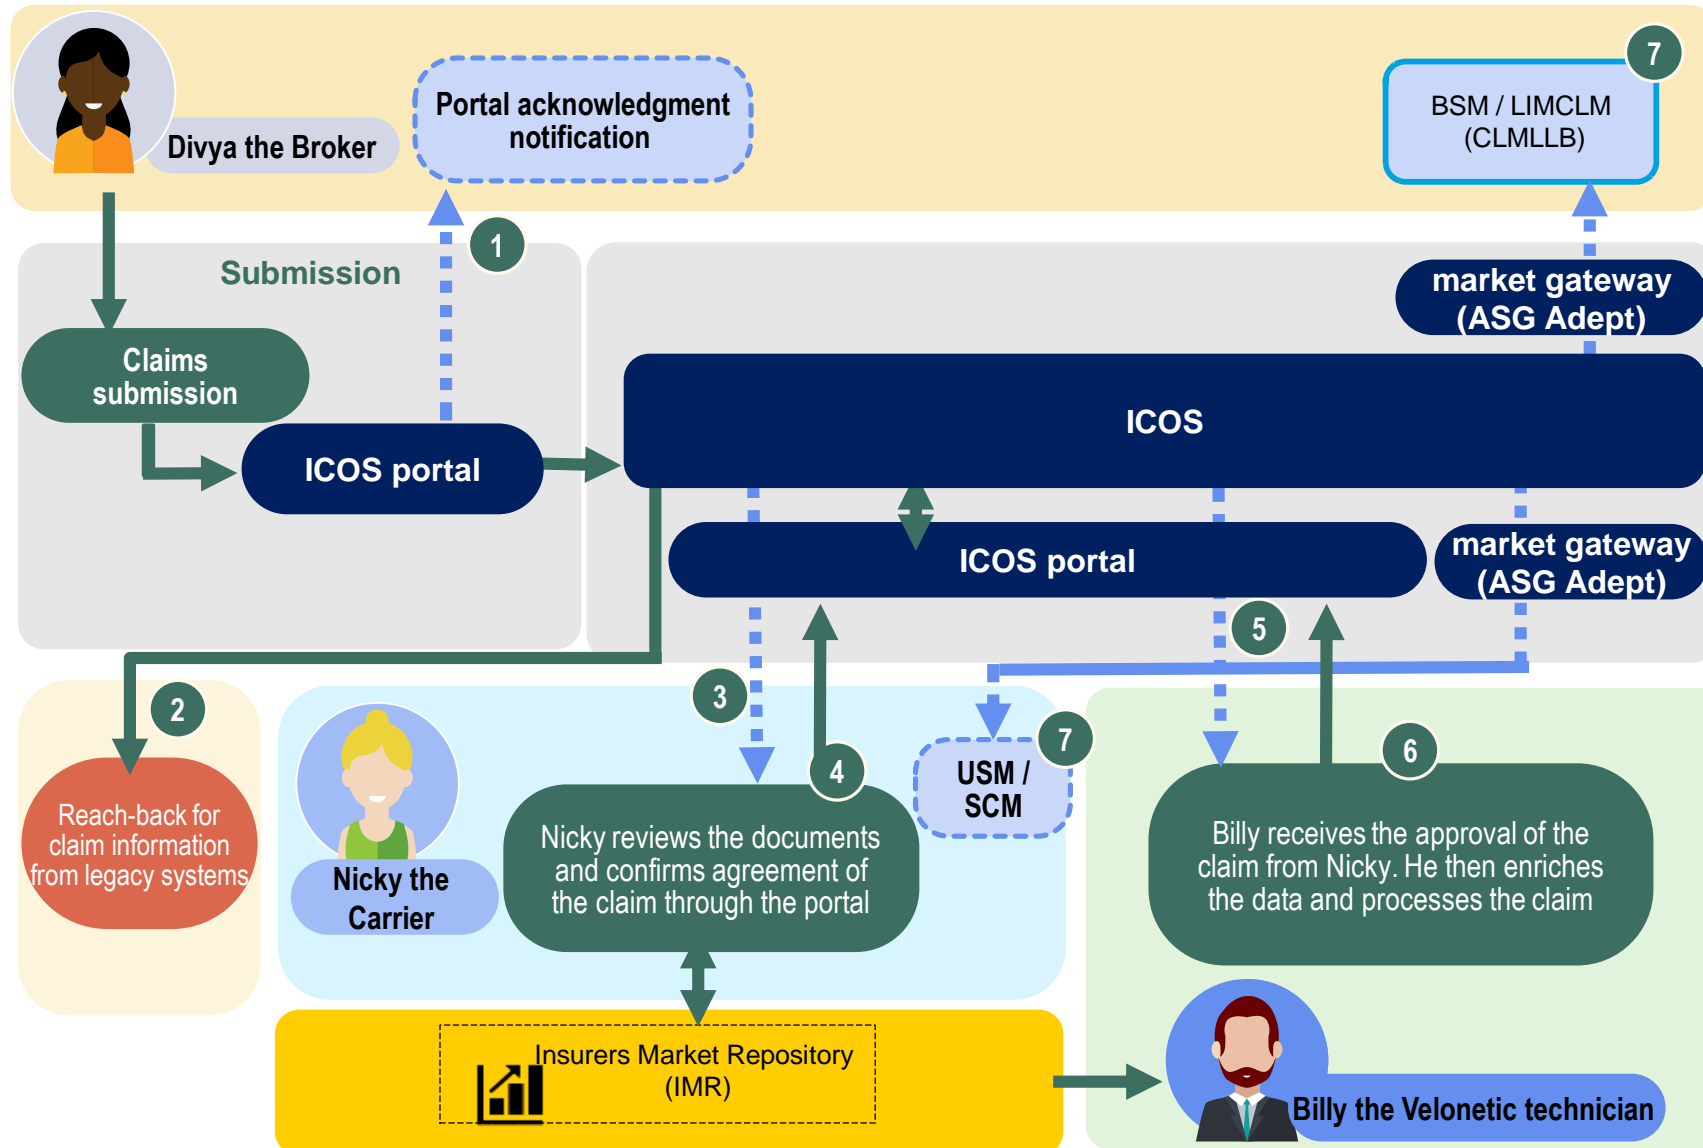 Divya the Broker
Portal acknowledgment
notification
7
BSM / LIMCLM
(CLMLLB)
1
Submission
market gateway
(ASG Adept)
Claims
submission
ICOS portal
ICOS
ICOS portal
market gateway
(ASG Adept)
5
2
3
7
6
4
Reach-back for
claim information
from legacy systems
Nicky the
Carrier
Nicky reviews the documents
and confirms agreement of
the claim through the portal
USM /
SCM
Billy receives the approval of the
claim from Nicky. He then enriches
the data and processes the claim
Insurers Market Repository
(IMR)
Billy the Velonetic technician